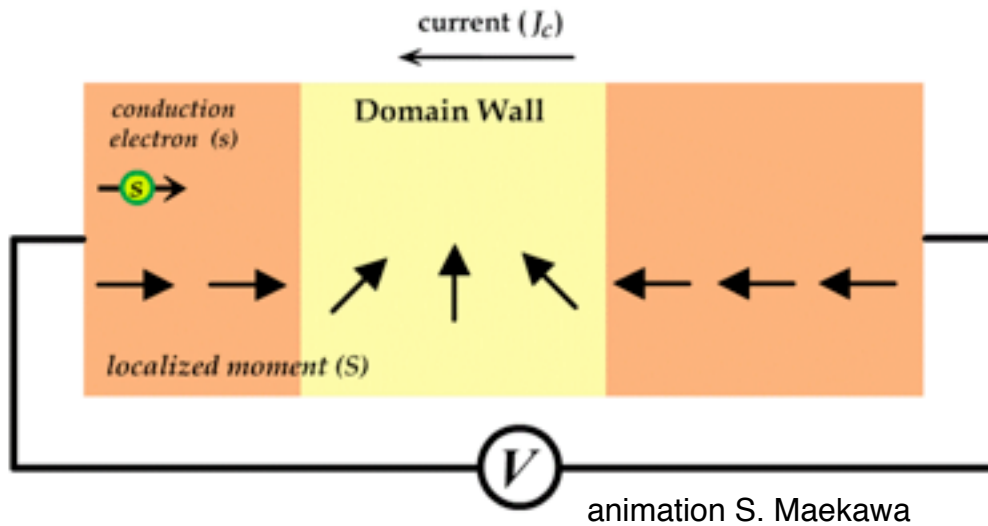 current (Jc)
conduction
electron (s)
Domain Wall
s
localized moment (S)
V
animation S. Maekawa